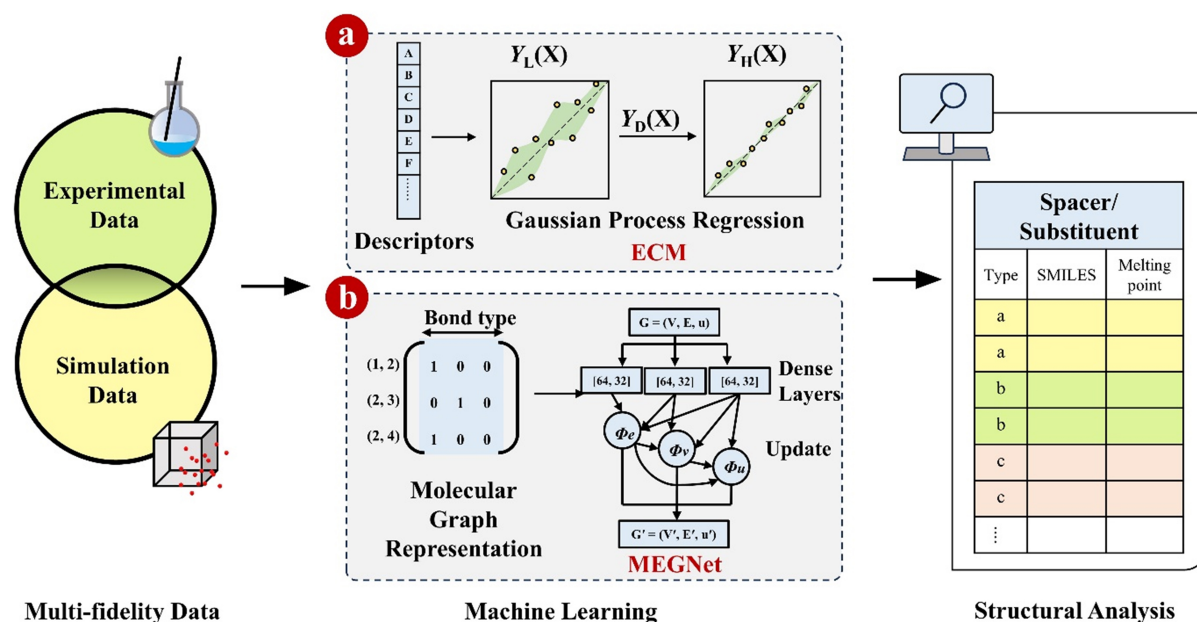 Experimental
Data
Simulation
Data
Multi-fidelity Data
a
Y_L(X)
Y_H(X)
A
B
C
D
E
F
......
Y_D(X)
Gaussian Process Regression
Descriptors
ECM
b
Bond type
(1, 2)
1 0 0
(2, 3)
0 1 0
(2, 4)
1 0 0
Molecular
Graph
Representation
G = (V, E, u)
[64, 32]
[64, 32]
[64, 32]
Dense
Layers
Φe
Φv
Φu
Update
G' = (V', E', u')
MEGNet
Machine Learning
Spacer/
Substituent
Type SMILES Melting
point
a
a
b
b
c
c
⁞
Structural Analysis